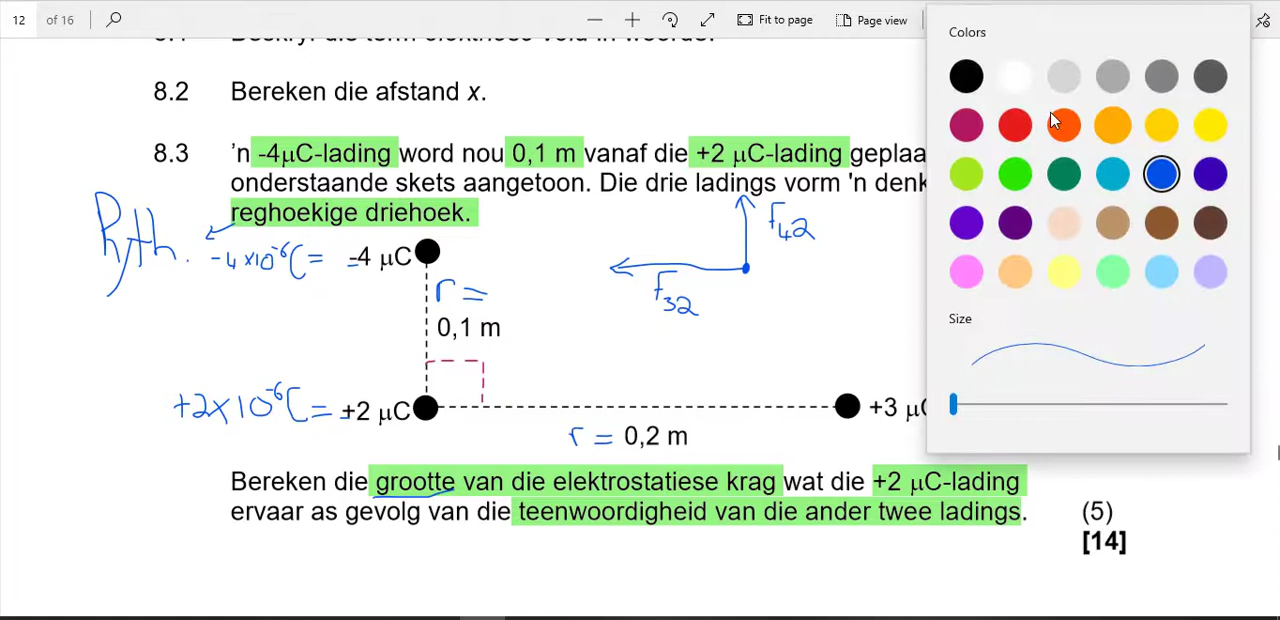 12 of 16 Fit to page Page view
8.2 Bereken die afstand x.
8.3 'n -4μC-lading word nou 0,1 m vanaf die +2 μC-lading geplaa
onderstaande skets aangetoon. Die drie ladings vorm 'n denk
reghoekige driehoek.
Pyth.
-4 x10⁻⁶C = -4 μC
r =
0,1 m
F42
F32
+2x10⁻⁶C = +2 μC
+3 μC
r = 0,2 m
Bereken die grootte van die elektrostatiese krag wat die +2 μC-lading
ervaar as gevolg van die teenwoordigheid van die ander twee ladings. (5)
[14]
Colors
Size